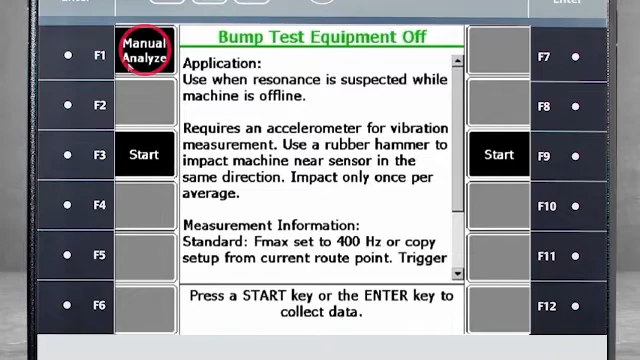 Enter
Enter
Bump Test Equipment Off
F1
Manual
Analyze
F2
F3
Start
F4
F5
F6
Application:
Use when resonance is suspected while
machine is offline.
Requires an accelerometer for vibration
measurement. Use a rubber hammer to
impact machine near sensor in the
same direction. Impact only once per
average.
Measurement Information:
Standard: Fmax set to 400 Hz or copy
setup from current route point. Trigger
Press a START key or the ENTER key to
collect data.
F7
F8
Start
F9
F10
F11
F12